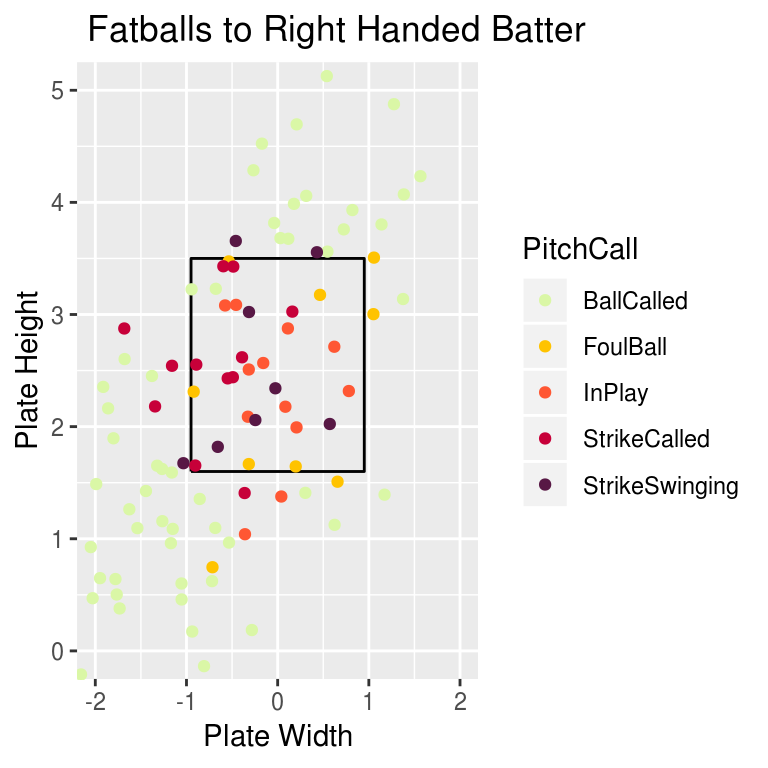 Fatballs to Right Handed Batter
5
4
3
2
1
0
-2 -1 0 1 2
Plate Height
Plate Width
PitchCall
BallCalled
FoulBall
InPlay
StrikeCalled
StrikeSwinging